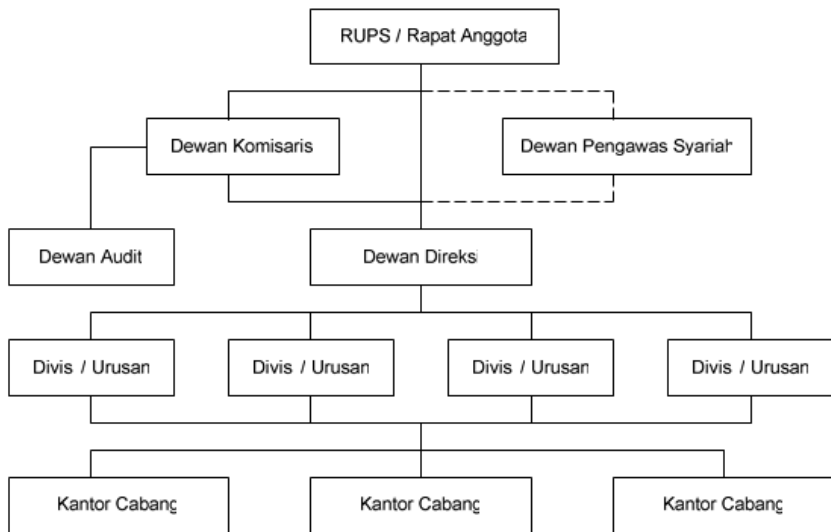 RUPS / Rapat Anggota
Dewan Komisaris
Dewan Pengawas Syariah
Dewan Audit
Dewan Direksi
Divis / Urusan
Divis / Urusan
Divis / Urusan
Divis / Urusan
Kantor Cabang
Kantor Cabang
Kantor Cabang